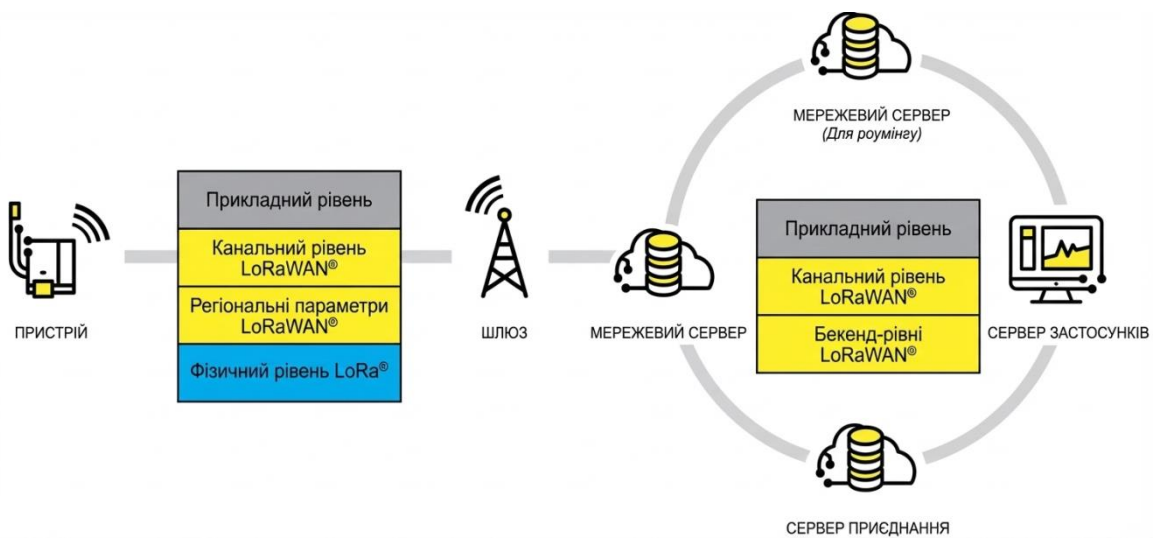 МЕРЕЖЕВИЙ СЕРВЕР
(Для роумінгу)
Прикладний рівень
Канальний рівень
LoRaWAN®
Регіональні параметри
LoRaWAN®
Фізичний рівень LoRa®
Прикладний рівень
Канальний рівень
LoRaWAN®
Бекенд-рівні
LoRaWAN®
ПРИСТРІЙ
ШЛЮЗ
МЕРЕЖЕВИЙ СЕРВЕР
СЕРВЕР ЗАСТОСУНКІВ
СЕРВЕР ПРИЄДНАННЯ